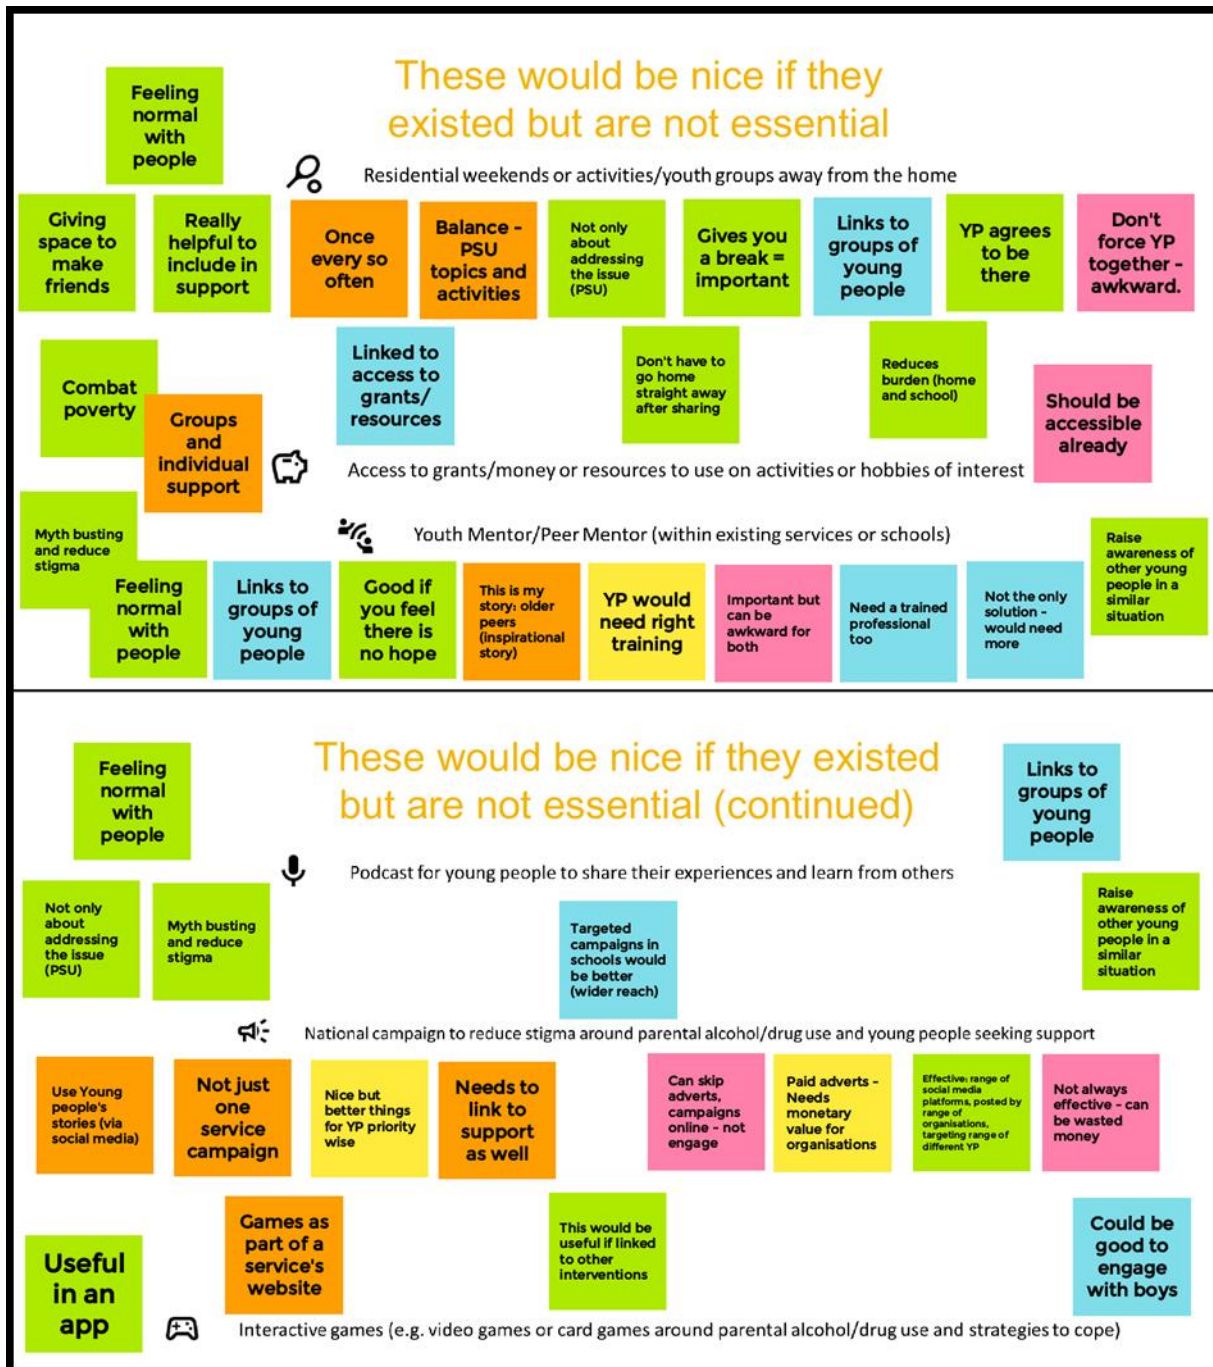 These would be nice if they
existed but are not essential
Feeling
normal
with
people
Residential weekends or activities/youth groups away from the home
Giving
space to
make
friends
Really
helpful to
include in
support
Once
every so
often
Balance -
PSU
topics and
activities
Not only
about
addressing
the issue
(PSU)
Gives you
a break =
important
Links to
groups of
young
people
YP agrees
to be
there
Don't
force YP
together -
awkward.
Combat
poverty
Groups
and
individual
support
Linked to
access to
grants/
resources
Don't have to
go home
straight away
after sharing
Reduces
burden (home
and school)
Should be
accessible
already
Access to grants/money or resources to use on activities or hobbies of interest
Youth Mentor/Peer Mentor (within existing services or schools)
Myth busting
and reduce
stigma
Feeling
normal
with
people
Links to
groups of
young
people
Good if
you feel
there is
no hope
This is my
story: older
peers
(inspirational
story)
YP would
need right
training
Important but
can be
awkward for
both
Need a trained
professional
too
Not the only
solution -
would need
more
Raise
awareness of
other young
people in a
similar
situation
These would be nice if they existed
but are not essential (continued)
Feeling
normal
with
people
Links to
groups of
young
people
Podcast for young people to share their experiences and learn from others
Not only
about
addressing
the issue
(PSU)
Myth busting
and reduce
stigma
Targeted
campaigns in
schools would
be better
(wider reach)
Raise
awareness of
other young
people in a
similar
situation
National campaign to reduce stigma around parental alcohol/drug use and young people seeking support
Use Young
people's
stories (via
social media)
Not just
one
service
campaign
Nice but
better things
for YP priority
wise
Needs to
link to
support
as well
Can skip
adverts,
campaigns
online - not
engage
Paid adverts -
Needs
monetary
value for
organisations
Effective: range of
social media
platforms, posted by
range of
organisations,
targeting range of
different YP
Not always
effective - can
be wasted
money
Useful
in an
app
Games as
part of a
service's
website
This would be
useful if linked
to other
interventions
Could be
good to
engage
with boys
Interactive games (e.g. video games or card games around parental alcohol/drug use and strategies to cope)